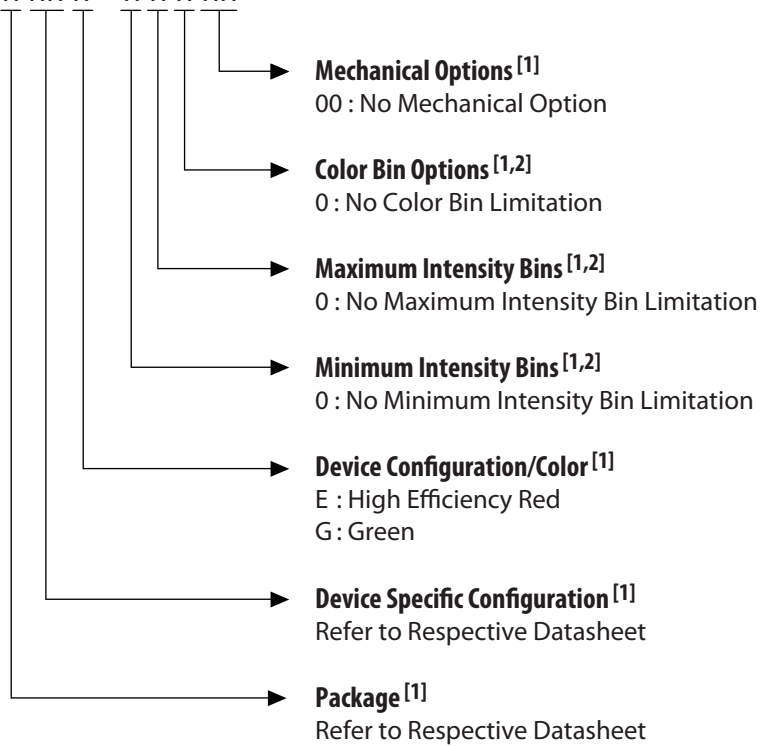 Mechanical Options [1]
00 : No Mechanical Option
Color Bin Options [1,2]
0 : No Color Bin Limitation
Maximum Intensity Bins [1,2]
0 : No Maximum Intensity Bin Limitation
Minimum Intensity Bins [1,2]
0 : No Minimum Intensity Bin Limitation
Device Configuration/Color [1]
E : High Efficiency Red
G : Green
Device Specific Configuration [1]
Refer to Respective Datasheet
Package [1]
Refer to Respective Datasheet